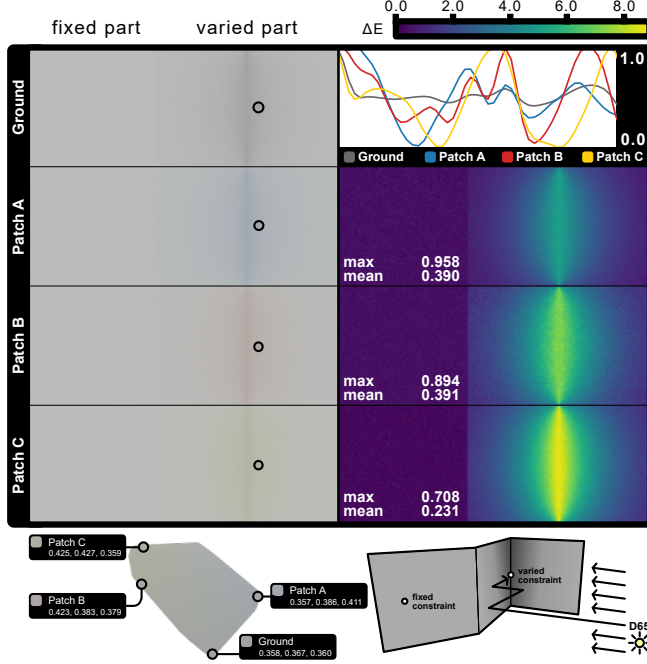 fixed part
varied part
ΔE
0.0
2.0
4.0
6.0
8.0
Ground
1.0
0.0
Ground
Patch A
Patch B
Patch C
Patch A
max 0.958
mean 0.390
Patch B
max 0.894
mean 0.391
Patch C
max 0.708
mean 0.231
Patch C
0.425, 0.427, 0.359
Patch B
0.423, 0.383, 0.379
Patch A
0.357, 0.386, 0.411
Ground
0.358, 0.367, 0.360
fixed
constraint
varied
constraint
D65